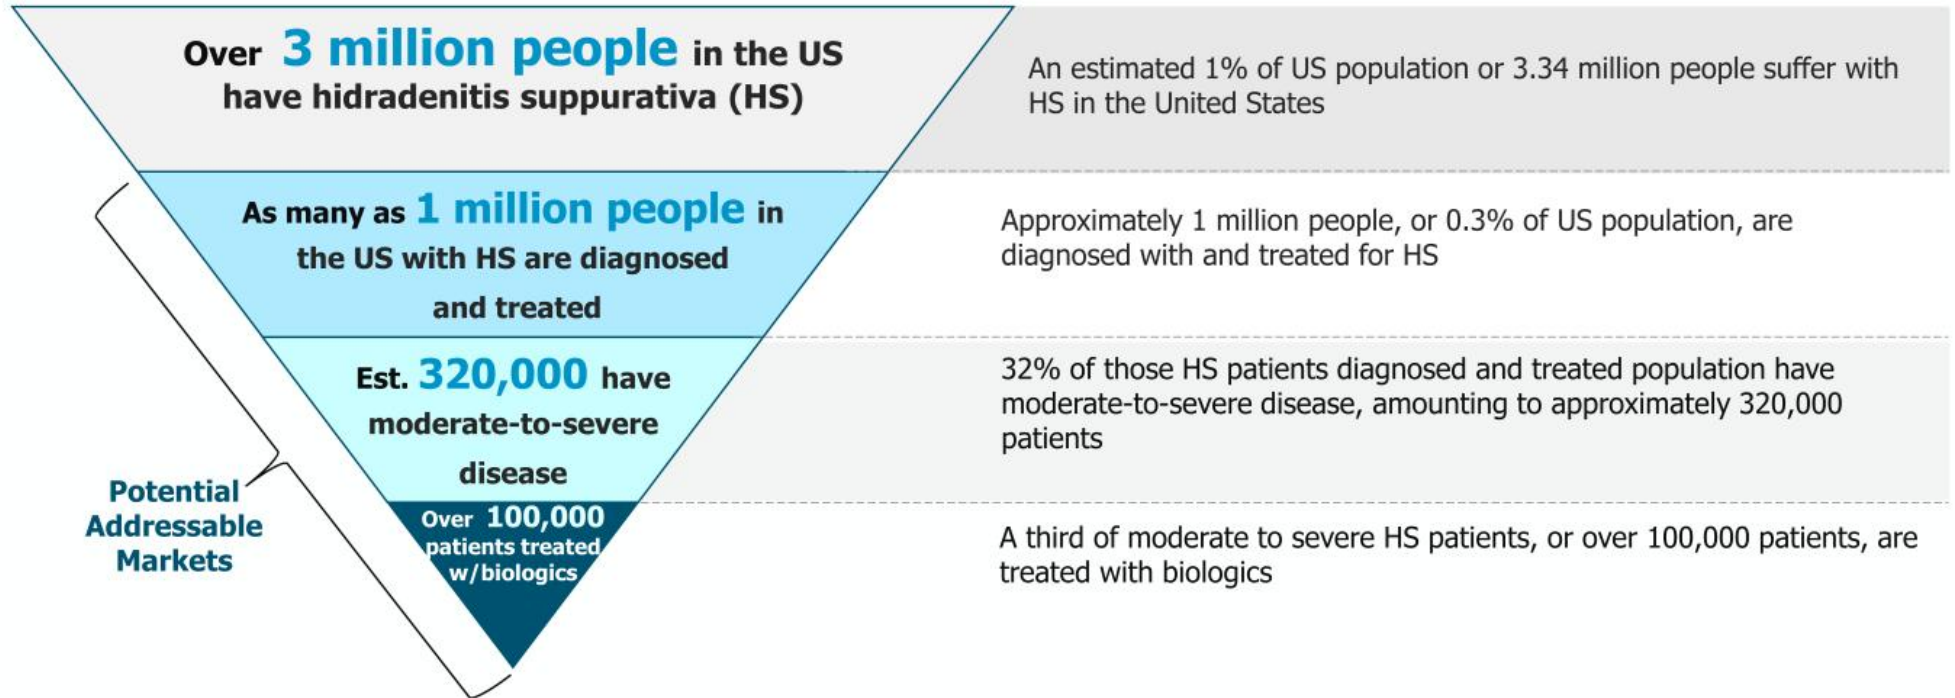 Over 3 million people in the US
have hidradenitis suppurativa (HS)
An estimated 1% of US population or 3.34 million people suffer with
HS in the United States
As many as 1 million people in
the US with HS are diagnosed
and treated
Approximately 1 million people, or 0.3% of US population, are
diagnosed with and treated for HS
Est. 320,000 have
moderate-to-severe
disease
32% of those HS patients diagnosed and treated population have
moderate-to-severe disease, amounting to approximately 320,000
patients
Potential
Addressable
Markets
Over 100,000
patients treated
w/biologics
A third of moderate to severe HS patients, or over 100,000 patients, are
treated with biologics